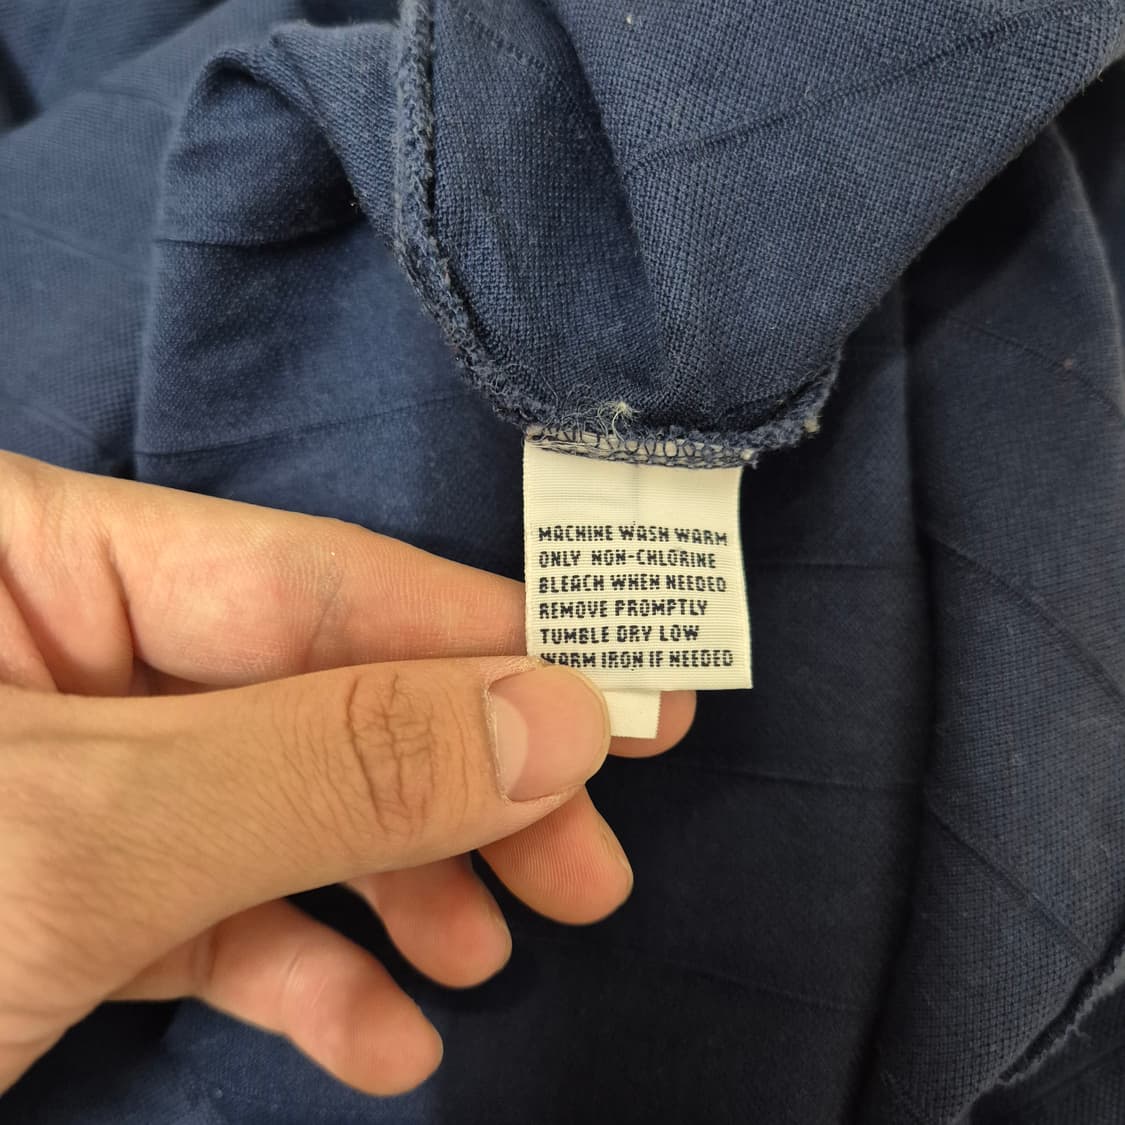 MACHINE WASH WARM
ONLY NON-CHLORINE
BLEACH WHEN NEEDED
REMOVE PROMPTLY
TUMBLE DRY LOW
WARM IRON IF NEEDED